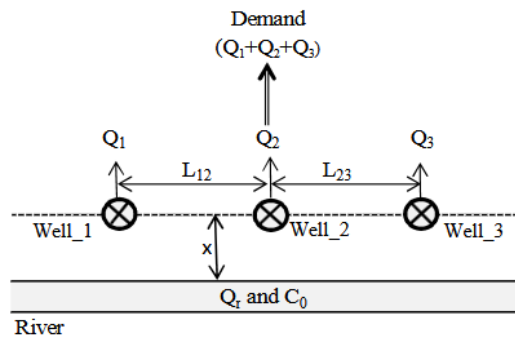 Demand
(Q₁+Q₂+Q₃)
Q₁ Q₂ Q₃
L₁₂ L₂₃
Well_1 Well_2 Well_3
x
Qᵣ and C₀
River